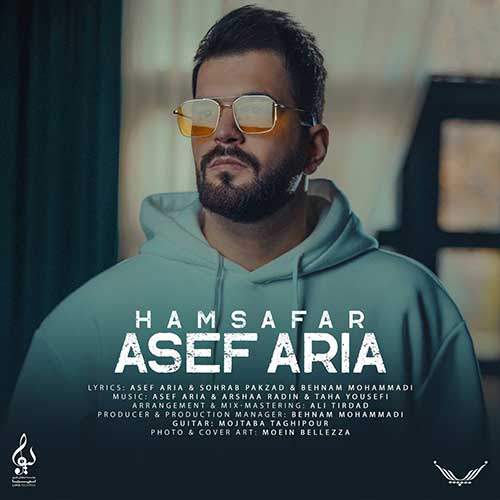 HAMSAFAR
ASEF ARIA
LYRICS: ASEF ARIA & SOHRAB PAKZAD & BEHNAM MOHAMMADI
MUSIC: ASEF ARIA & ARSHAA RADIN & TAHA YOUSEFI
ARRANGEMENT & MIX-MASTERING: ALI TIRDAD
PRODUCER & PRODUCTION MANAGER: BEHNAM MOHAMMADI
GUITAR: MOJTABA TAGHIPOUR
PHOTO & COVER ART: MOEIN BELLEZZA